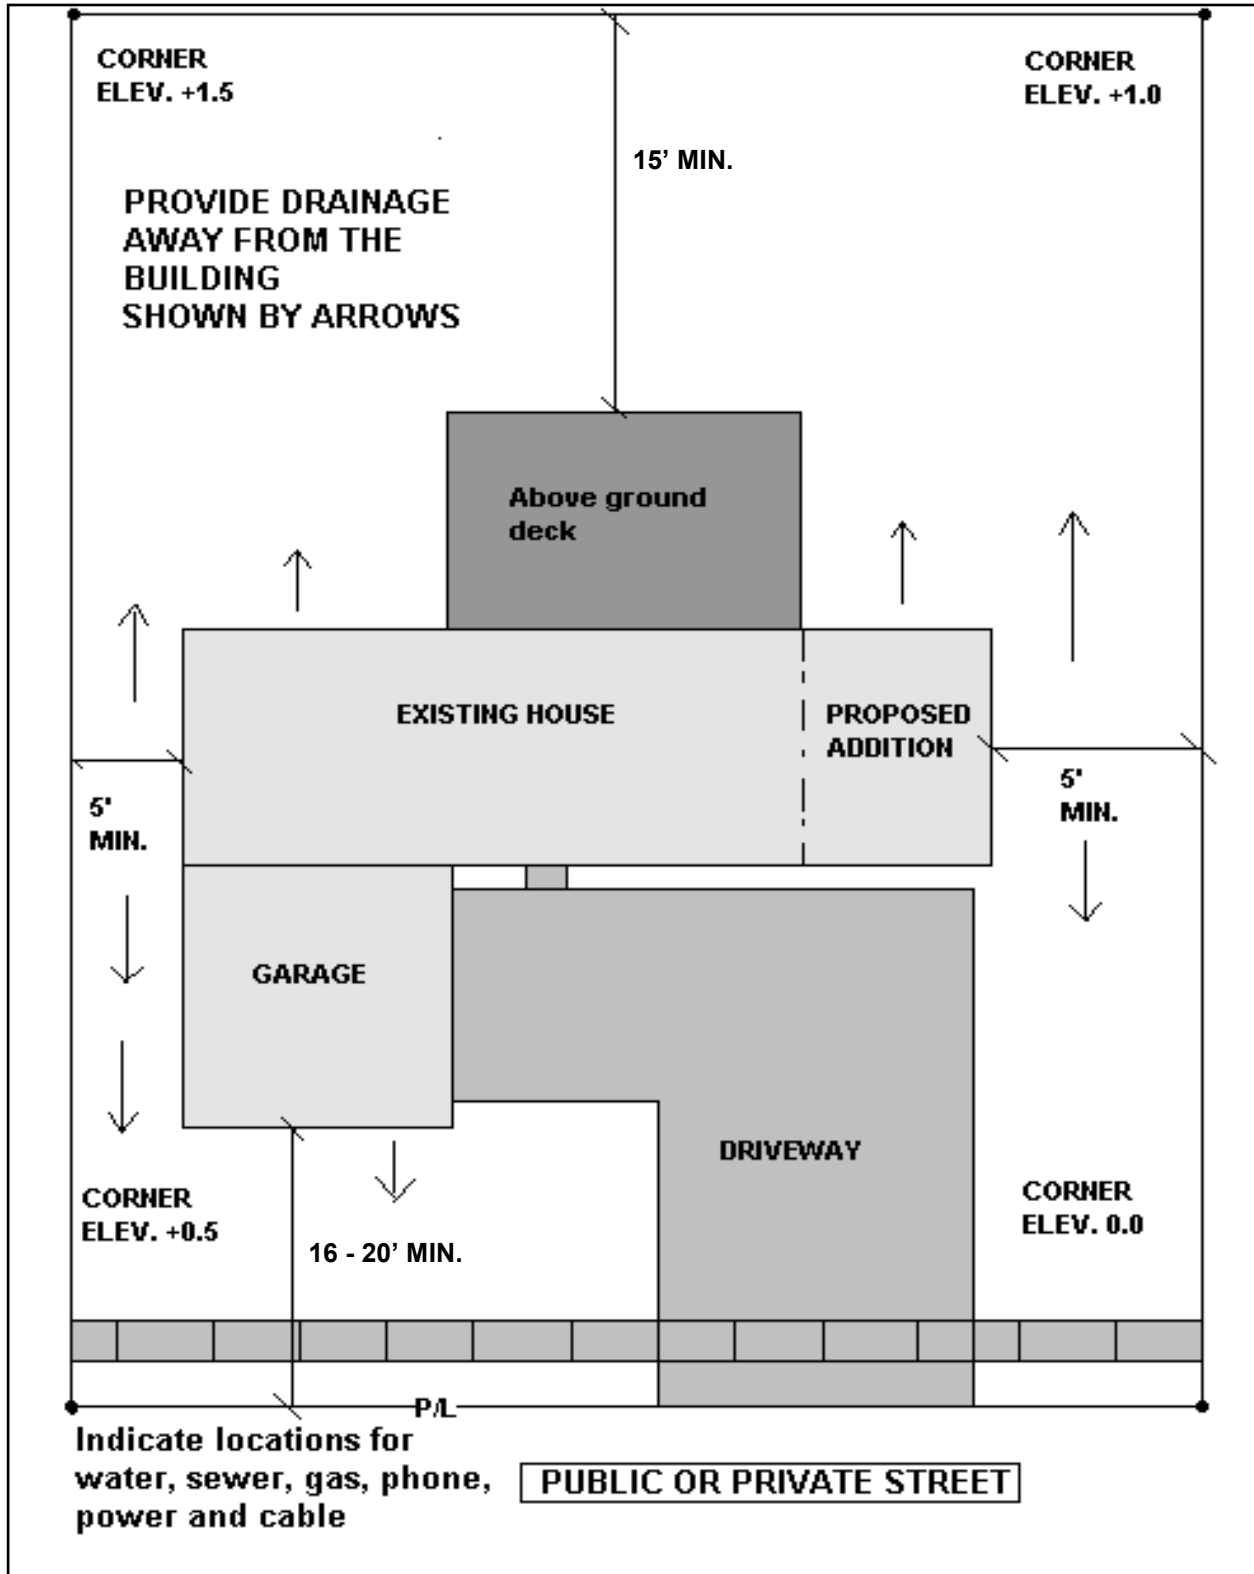 CORNER
ELEV. +1.5
CORNER
ELEV. +1.0
15’ MIN.
PROVIDE DRAINAGE
AWAY FROM THE
BUILDING
SHOWN BY ARROWS
Above ground
deck
EXISTING HOUSE
PROPOSED
ADDITION
5'
MIN.
5'
MIN.
GARAGE
DRIVEWAY
CORNER
ELEV. +0.5
CORNER
ELEV. 0.0
16 - 20’ MIN.
P/L
Indicate locations for
water, sewer, gas, phone,
power and cable
PUBLIC OR PRIVATE STREET